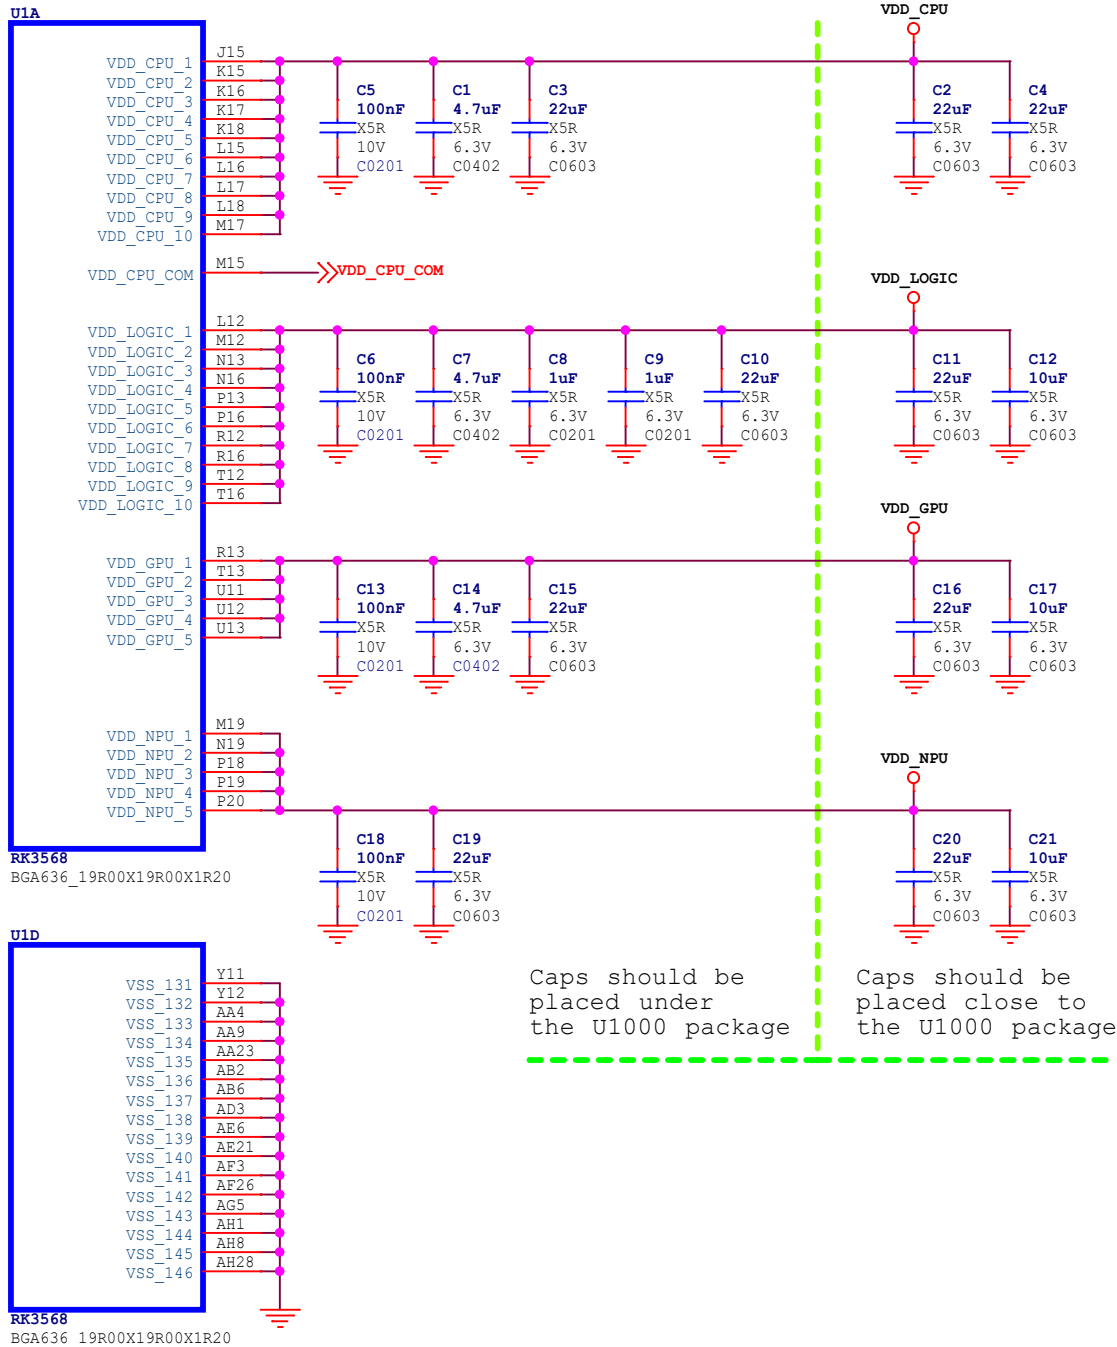 U1A
VDD_CPU
VDD_CPU_1 J15
VDD_CPU_2 K15
VDD_CPU_3 K16
VDD_CPU_4 K17
VDD_CPU_5 K18
VDD_CPU_6 L15
VDD_CPU_7 L16
VDD_CPU_8 L17
VDD_CPU_9 L18
VDD_CPU_10 M17
C5 C1 C3 C2 C4
100nF 4.7uF 22uF 22uF 22uF
X5R X5R X5R X5R X5R
10V 6.3V 6.3V 6.3V 6.3V
C0201 C0402 C0603 C0603 C0603
VDD_CPU_COM M15 VDD_CPU_COM
VDD_LOGIC
VDD_LOGIC_1 L12
VDD_LOGIC_2 M12
VDD_LOGIC_3 N13
VDD_LOGIC_4 N16
VDD_LOGIC_5 P13
VDD_LOGIC_6 P16
VDD_LOGIC_7 R12
VDD_LOGIC_8 R16
VDD_LOGIC_9 T12
VDD_LOGIC_10 T16
C6 C7 C8 C9 C10 C11 C12
100nF 4.7uF 1uF 1uF 22uF 22uF 10uF
X5R X5R X5R X5R X5R X5R X5R
10V 6.3V 6.3V 6.3V 6.3V 6.3V 6.3V
C0201 C0402 C0201 C0201 C0603 C0603 C0603
VDD_GPU
VDD_GPU_1 R13
VDD_GPU_2 T13
VDD_GPU_3 U11
VDD_GPU_4 U12
VDD_GPU_5 U13
C13 C14 C15 C16 C17
100nF 4.7uF 22uF 22uF 10uF
X5R X5R X5R X5R X5R
10V 6.3V 6.3V 6.3V 6.3V
C0201 C0402 C0603 C0603 C0603
VDD_NPU
VDD_NPU_1 M19
VDD_NPU_2 N19
VDD_NPU_3 P18
VDD_NPU_4 P19
VDD_NPU_5 P20
C18 C19 C20 C21
100nF 22uF 22uF 10uF
X5R X5R X5R X5R
10V 6.3V 6.3V 6.3V
C0201 C0603 C0603 C0603
RK3568
BGA636_19R00X19R00X1R20
U1D
VSS_131 Y11
VSS_132 Y12
VSS_133 AA4
VSS_134 AA9
VSS_135 AA23
VSS_136 AB2
VSS_137 AB6
VSS_138 AD3
VSS_139 AE6
VSS_140 AE21
VSS_141 AF3
VSS_142 AF26
VSS_143 AG5
VSS_144 AH1
VSS_145 AH8
VSS_146 AH28
Caps should be
placed under
the U1000 package
Caps should be
placed close to
the U1000 package
RK3568
BGA636 19R00X19R00X1R20